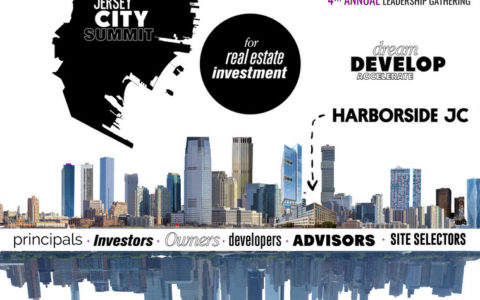 JERSEY
CITY
SUMMIT
for
real estate
investment
4TH ANNUAL LEADERSHIP GATHERING
dream
DEVELOP
ACCELERATE
HARBORSIDE JC
principals · Investors · Owners · developers · ADVISORS · SITE SELECTORS